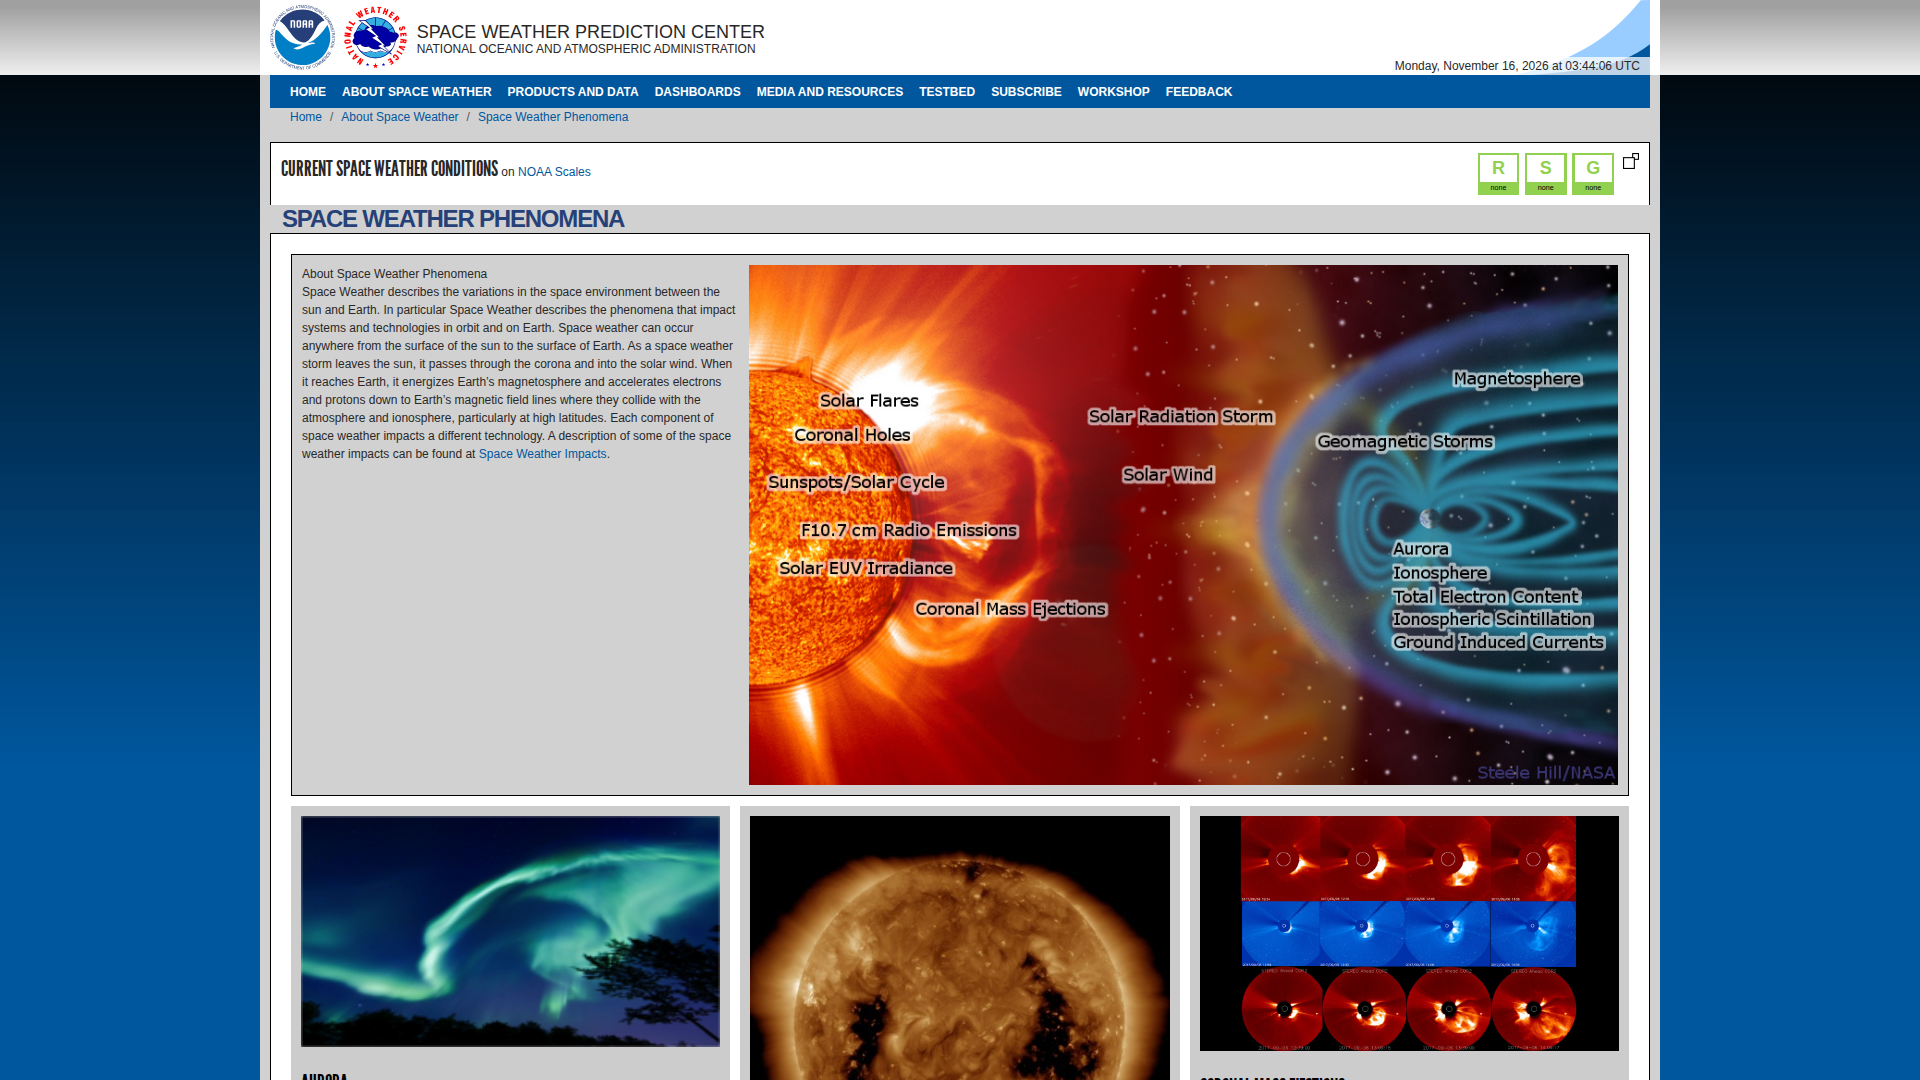 NOAA
NATIONAL WEATHER SERVICE
SPACE WEATHER PREDICTION CENTER
NATIONAL OCEANIC AND ATMOSPHERIC ADMINISTRATION
Monday, November 16, 2026 at 03:44:06 UTC
HOME ABOUT SPACE WEATHER PRODUCTS AND DATA DASHBOARDS MEDIA AND RESOURCES TESTBED SUBSCRIBE WORKSHOP FEEDBACK
Home / About Space Weather / Space Weather Phenomena
CURRENT SPACE WEATHER CONDITIONS on NOAA Scales
R S G
none none none
SPACE WEATHER PHENOMENA
About Space Weather Phenomena
Space Weather describes the variations in the space environment between the
sun and Earth. In particular Space Weather describes the phenomena that impact
systems and technologies in orbit and on Earth. Space weather can occur
anywhere from the surface of the sun to the surface of Earth. As a space weather
storm leaves the sun, it passes through the corona and into the solar wind. When
it reaches Earth, it energizes Earth’s magnetosphere and accelerates electrons
and protons down to Earth’s magnetic field lines where they collide with the
atmosphere and ionosphere, particularly at high latitudes. Each component of
space weather impacts a different technology. A description of some of the space
weather impacts can be found at Space Weather Impacts.
Solar Flares
Coronal Holes
Sunspots/Solar Cycle
F10.7 cm Radio Emissions
Solar EUV Irradiance
Coronal Mass Ejections
Solar Radiation Storm
Solar Wind
Magnetosphere
Geomagnetic Storms
Aurora
Ionosphere
Total Electron Content
Ionospheric Scintillation
Ground Induced Currents
Steele Hill/NASA
AURORA
CORONAL MASS EJECTIONS